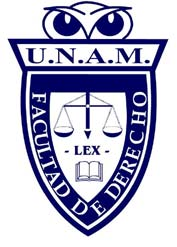 U.N.A.M.
FACULTAD DE DERECHO
- LEX -